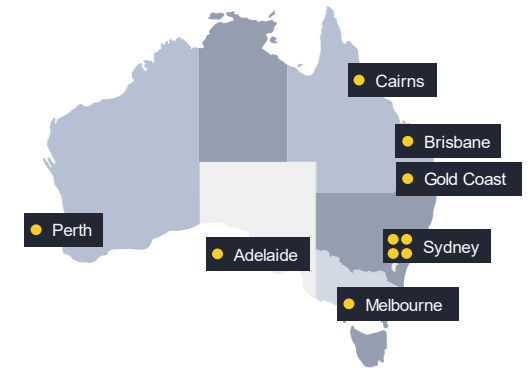 Cairns
Brisbane
Gold Coast
Perth
Sydney
Adelaide
Melbourne